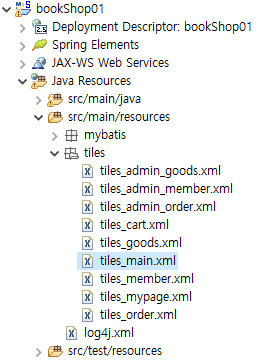 bookShop01
Deployment Descriptor: bookShop01
Spring Elements
JAX-WS Web Services
Java Resources
src/main/java
src/main/resources
mybatis
tiles
tiles_admin_goods.xml
tiles_admin_member.xml
tiles_admin_order.xml
tiles_cart.xml
tiles_goods.xml
tiles_main.xml
tiles_member.xml
tiles_mypage.xml
tiles_order.xml
log4j.xml
src/test/resources